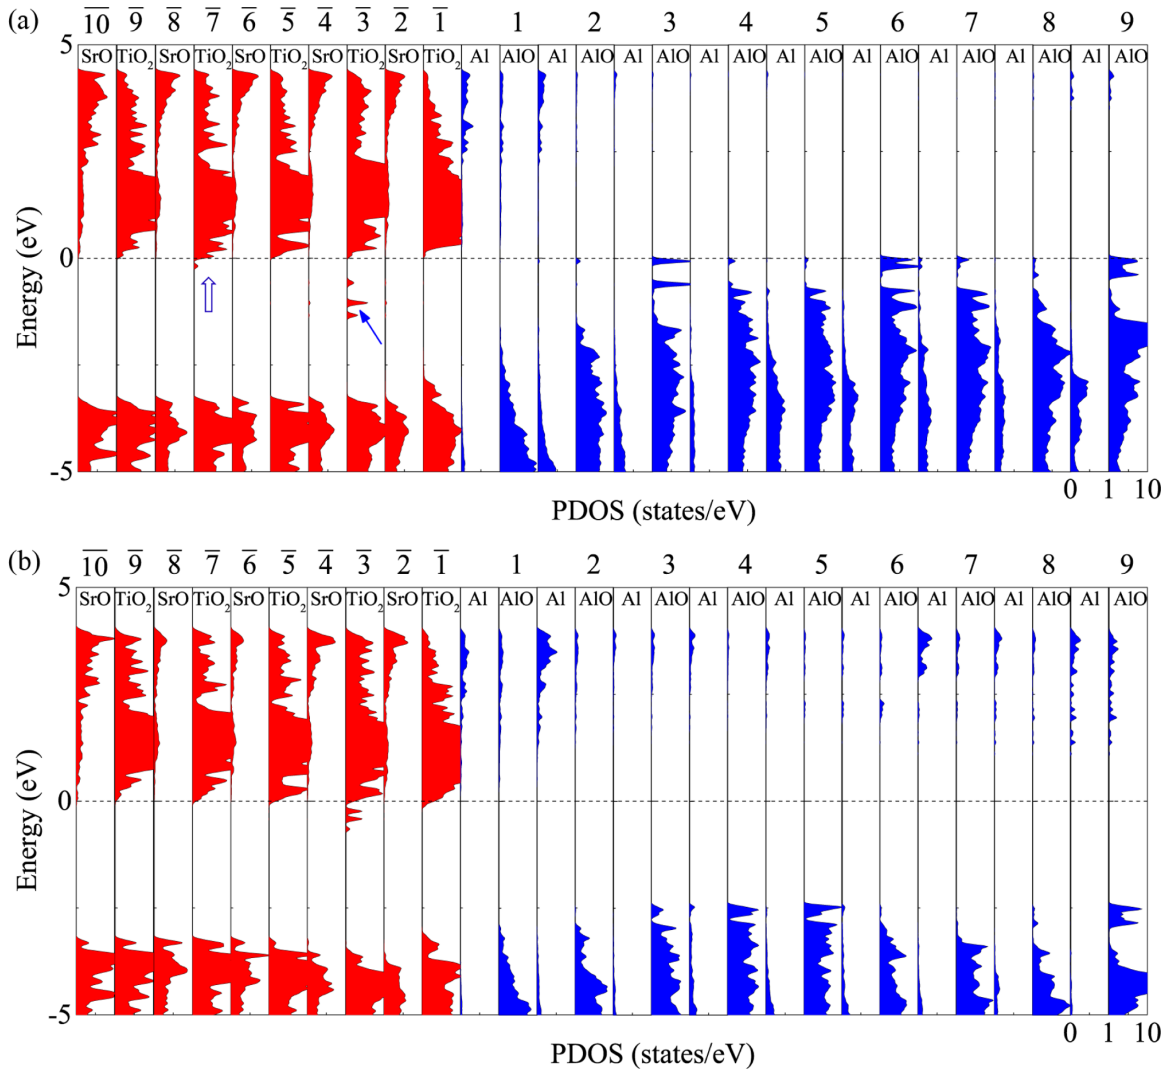 (a) 1̅0̅ 9̅ 8̅ 7̅ 6̅ 5̅ 4̅ 3̅ 2̅ 1̅ 1 2 3 4 5 6 7 8 9
5 SrO TiO₂ SrO TiO₂ SrO TiO₂ SrO TiO₂ SrO TiO₂ Al AlO Al AlO Al AlO Al AlO Al AlO Al AlO Al AlO Al AlO Al AlO
Energy (eV)
0
-5
0 1 10
PDOS (states/eV)
(b) 1̅0̅ 9̅ 8̅ 7̅ 6̅ 5̅ 4̅ 3̅ 2̅ 1̅ 1 2 3 4 5 6 7 8 9
5 SrO TiO₂ SrO TiO₂ SrO TiO₂ SrO TiO₂ SrO TiO₂ Al AlO Al AlO Al AlO Al AlO Al AlO Al AlO Al AlO Al AlO Al AlO
Energy (eV)
0
-5
0 1 10
PDOS (states/eV)